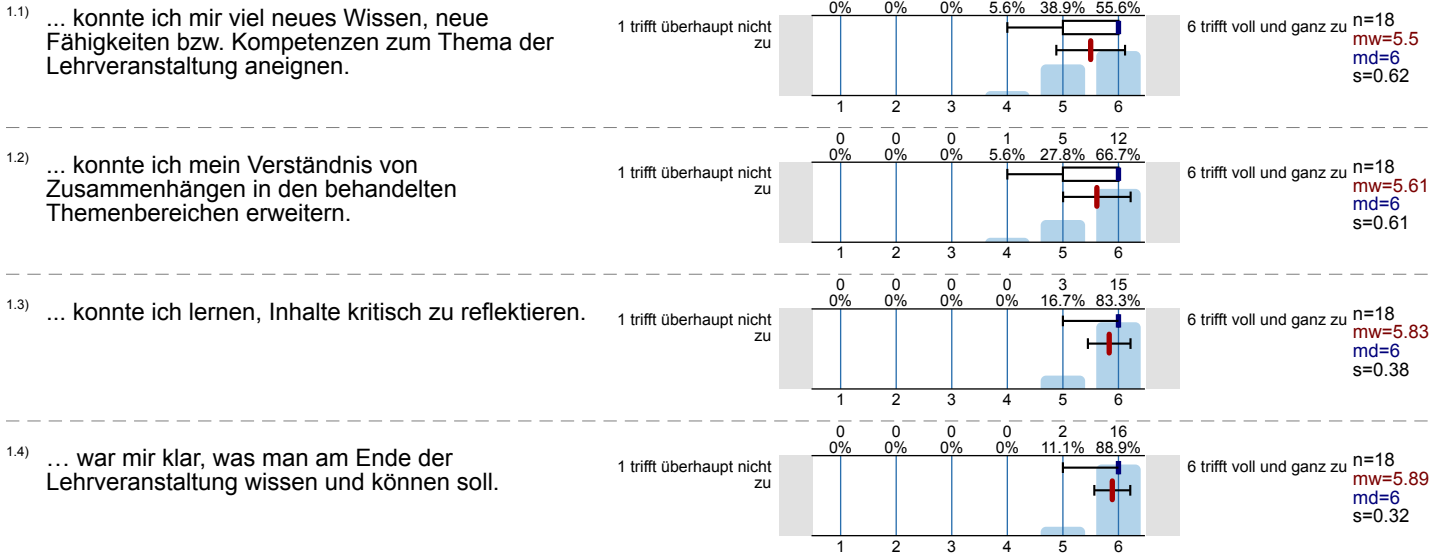 0% 0% 0% 5.6% 38.9% 55.6%
1.1) ... konnte ich mir viel neues Wissen, neue
Fähigkeiten bzw. Kompetenzen zum Thema der
Lehrveranstaltung aneignen.
1 trifft überhaupt nicht
zu
6 trifft voll und ganz zu
n=18
mw=5.5
md=6
s=0.62
1 2 3 4 5 6
0 0 0 1 5 12
0% 0% 0% 5.6% 27.8% 66.7%
1.2) ... konnte ich mein Verständnis von
Zusammenhängen in den behandelten
Themenbereichen erweitern.
1 trifft überhaupt nicht
zu
6 trifft voll und ganz zu
n=18
mw=5.61
md=6
s=0.61
1 2 3 4 5 6
0 0 0 0 3 15
0% 0% 0% 0% 16.7% 83.3%
1.3) ... konnte ich lernen, Inhalte kritisch zu reflektieren.
1 trifft überhaupt nicht
zu
6 trifft voll und ganz zu
n=18
mw=5.83
md=6
s=0.38
1 2 3 4 5 6
0 0 0 0 2 16
0% 0% 0% 0% 11.1% 88.9%
1.4) … war mir klar, was man am Ende der
Lehrveranstaltung wissen und können soll.
1 trifft überhaupt nicht
zu
6 trifft voll und ganz zu
n=18
mw=5.89
md=6
s=0.32
1 2 3 4 5 6